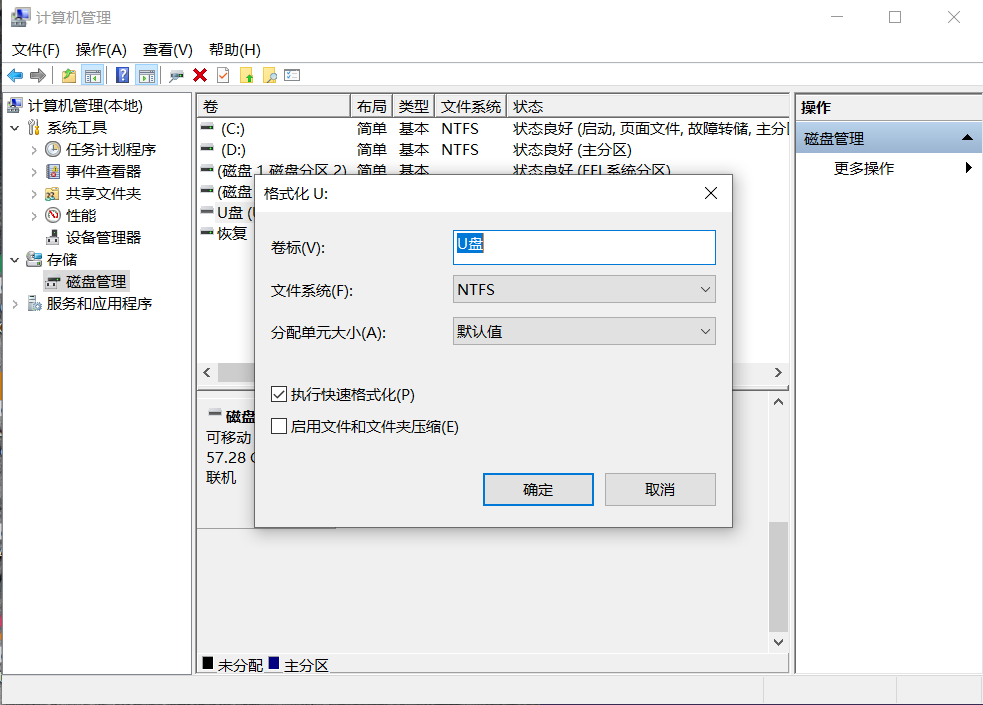 计算机管理
文件(F) 操作(A) 查看(V) 帮助(H)
计算机管理(本地)
系统工具
任务计划程序
事件查看器
共享文件夹
性能
设备管理器
存储
磁盘管理
服务和应用程序
卷 布局 类型 文件系统 状态
(C:) 简单 基本 NTFS 状态良好 (启动, 页面文件, 故障转储, 主分
(D:) 简单 基本 NTFS 状态良好 (主分区)
(磁盘 1 磁盘分区 2) 简单 基本 状态良好 (EFI 系统分区)
(磁盘
U盘 (U
恢复
格式化 U:
卷标(V): U盘
文件系统(F): NTFS
分配单元大小(A): 默认值
执行快速格式化(P)
启用文件和文件夹压缩(E)
确定 取消
磁盘
可移动
57.28 G
联机
未分配 主分区
操作
磁盘管理
更多操作